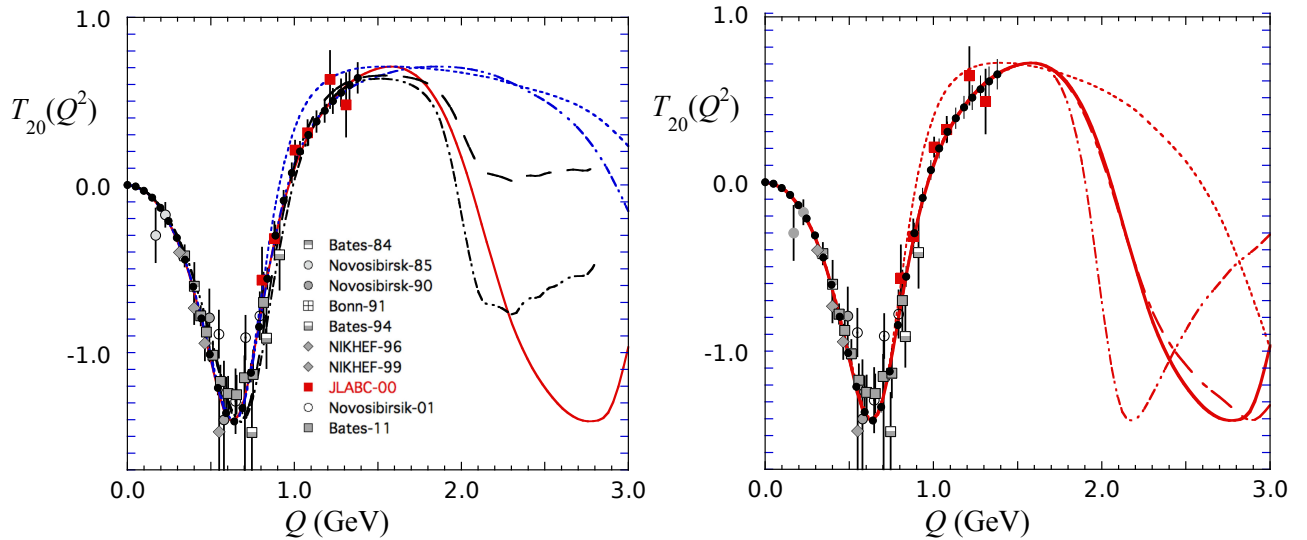 1.0
T20(Q2)
0.0
-1.0
Bates-84
Novosibirsk-85
Novosibirsk-90
Bonn-91
Bates-94
NIKHEF-96
NIKHEF-99
JLABC-00
Novosibirsik-01
Bates-11
0.0 1.0 2.0 3.0
Q (GeV)
1.0
T20(Q2)
0.0
-1.0
0.0 1.0 2.0 3.0
Q (GeV)